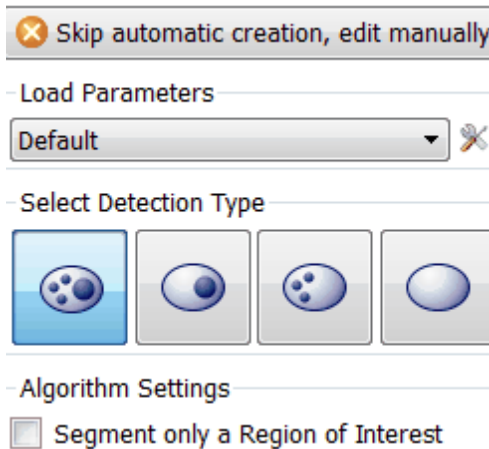 Skip automatic creation, edit manually
Load Parameters
Default
Select Detection Type
Algorithm Settings
Segment only a Region of Interest